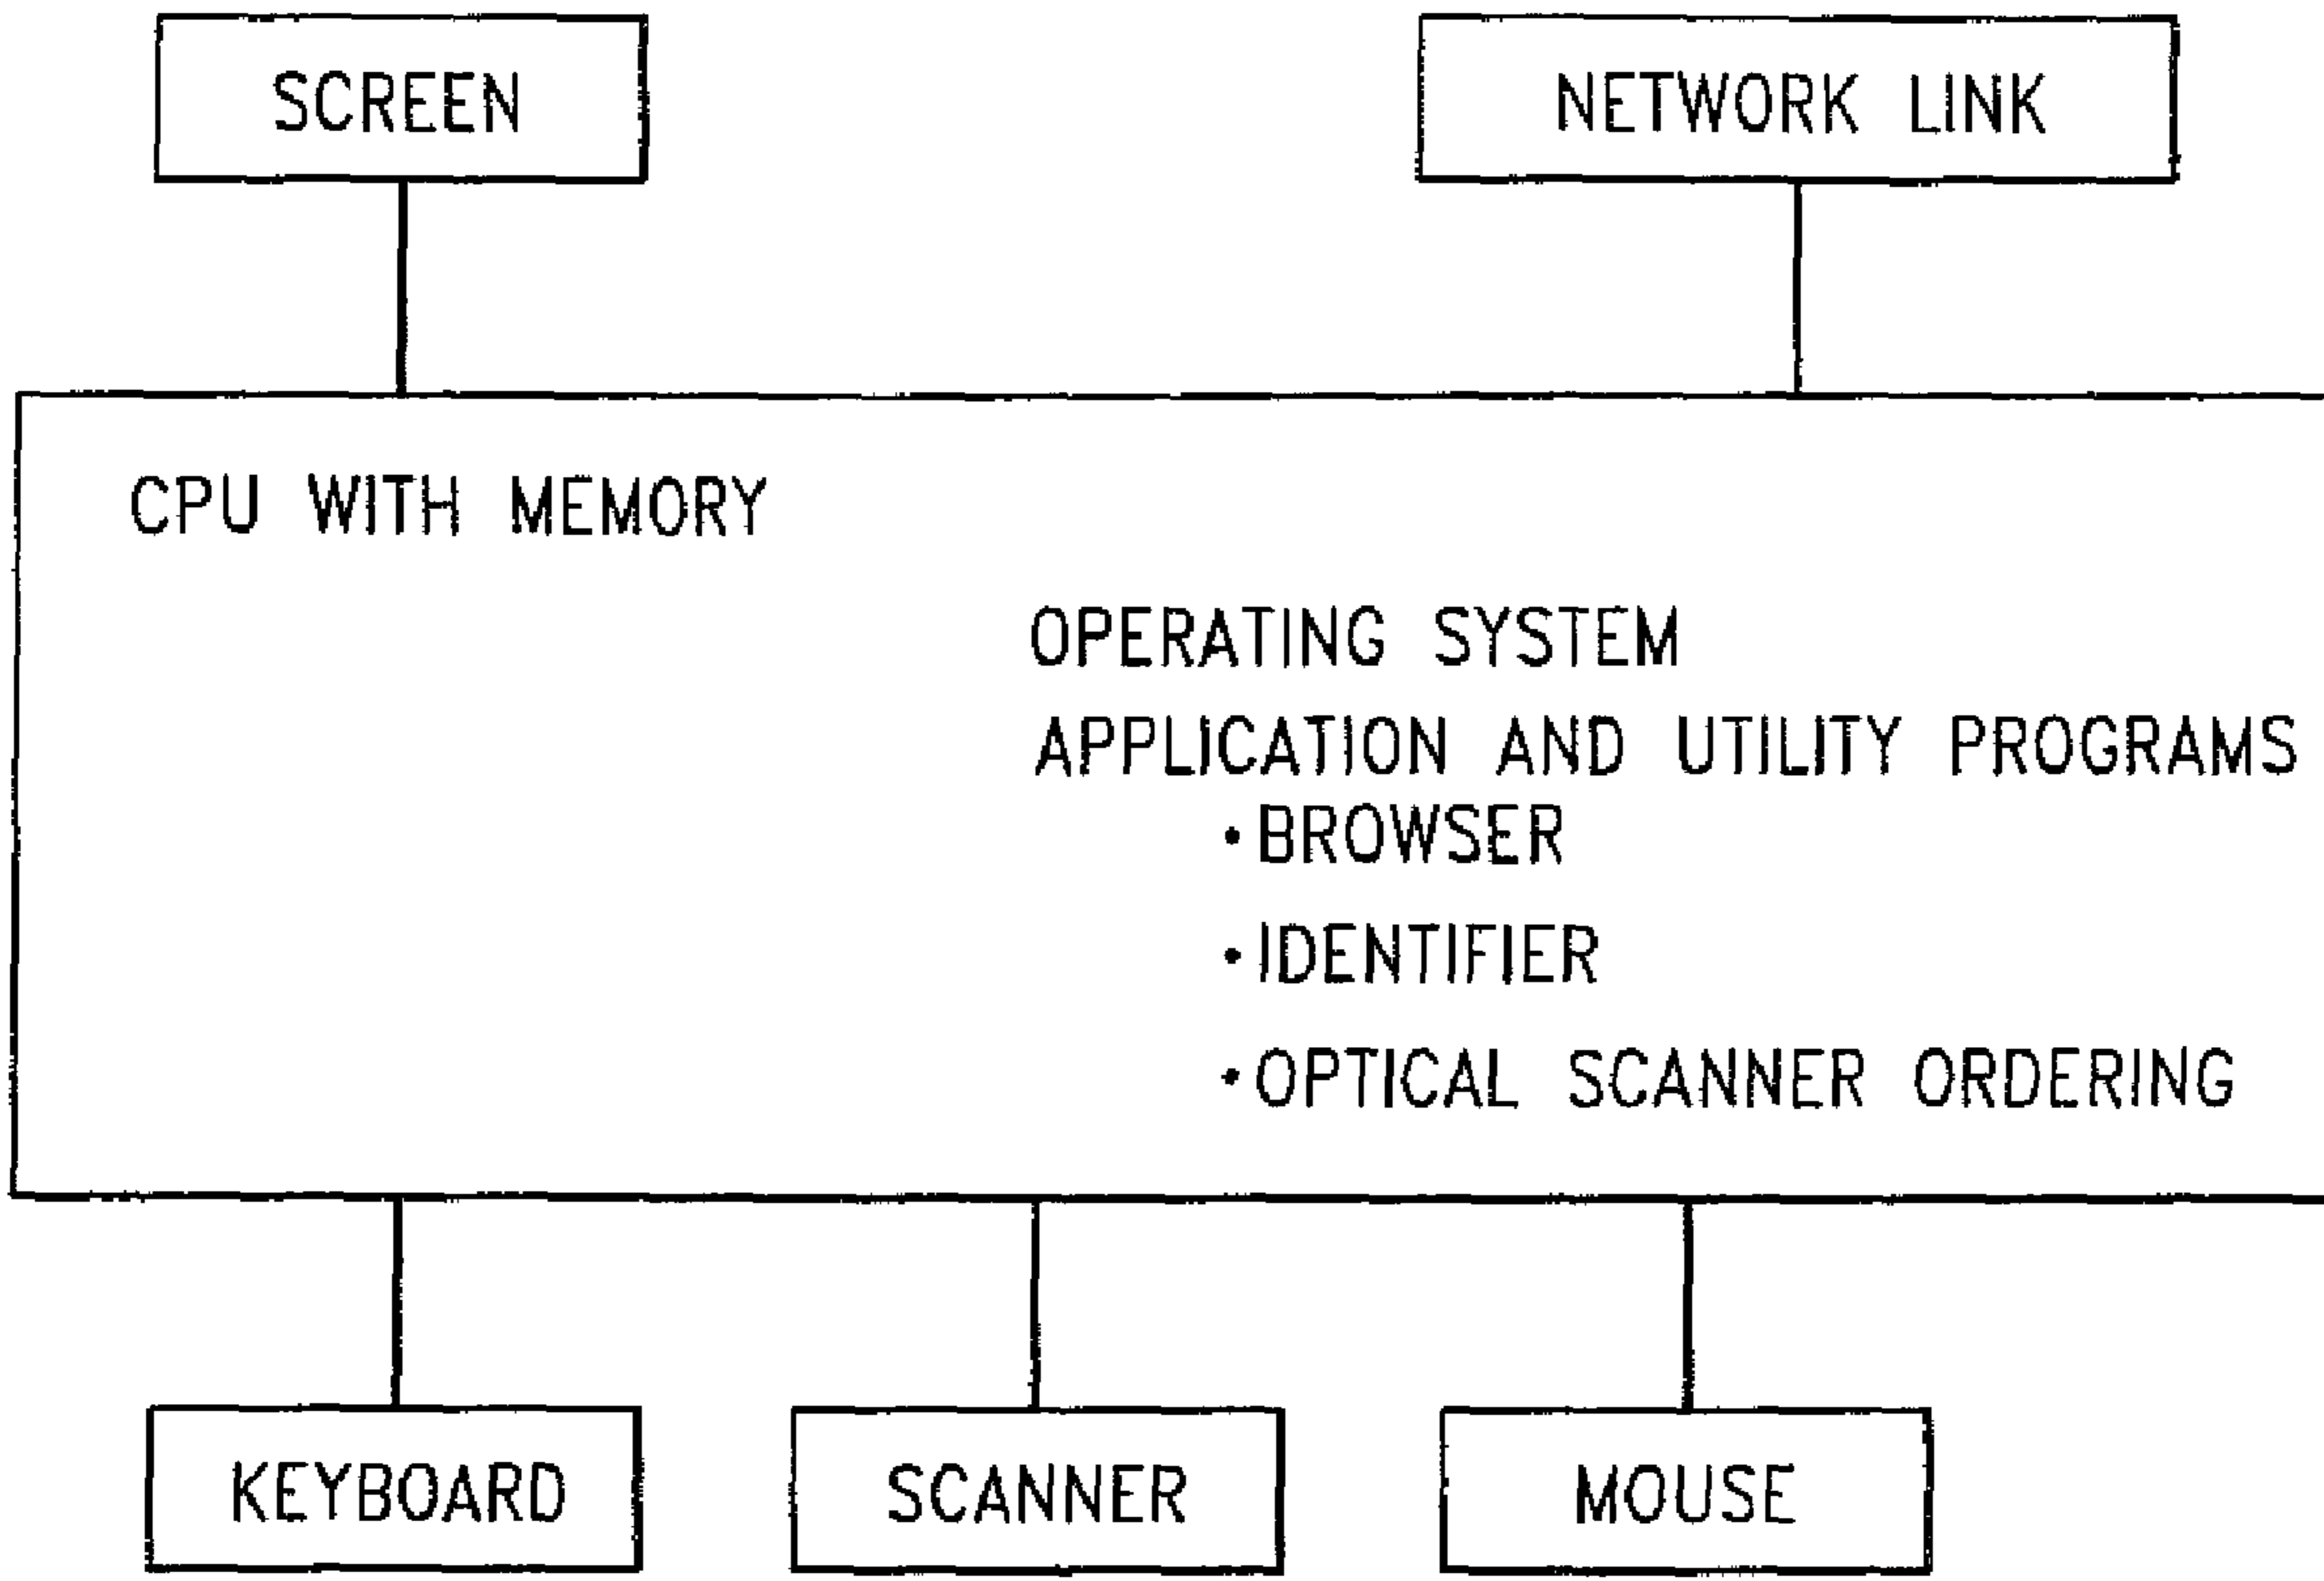 SCREEN
NETWORK LINK
CPU WITH MEMORY
OPERATING SYSTEM
APPLICATION AND UTILITY PROGRAMS
• BROWSER
• IDENTIFIER
• OPTICAL SCANNER ORDERING
KEYBOARD
SCANNER
MOUSE